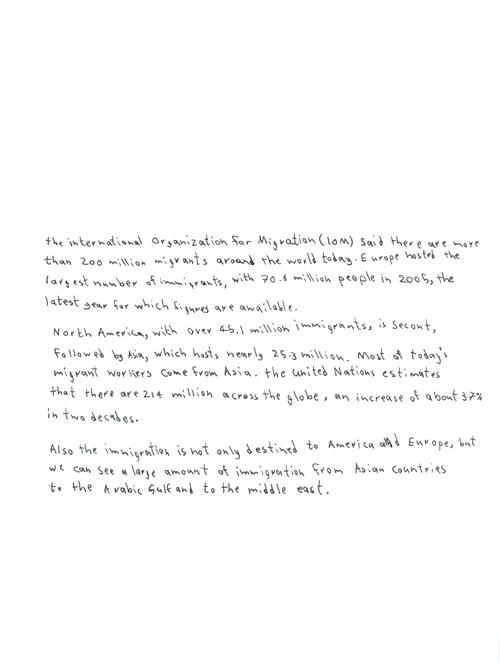 the international Organization for Migration (IOM) said there are more
than 200 million migrants around the world today. Europe hosted the
largest number of immigrants, with 70.6 million people in 2005, the
latest year for which figures are available.
North America, with over 45.1 million immigrants, is Secont,
followed by Asia, which hosts nearly 25.3 million. Most of today's
migrant workers come from Asia. the United Nations estimates
that there are 214 million across the globe, an increase of about 37%
in two decades.
Also the immigration is not only destined to America and Europe, but
we can see a large amount of immigration from Asian countries
to the Arabic Gulf and to the middle east.